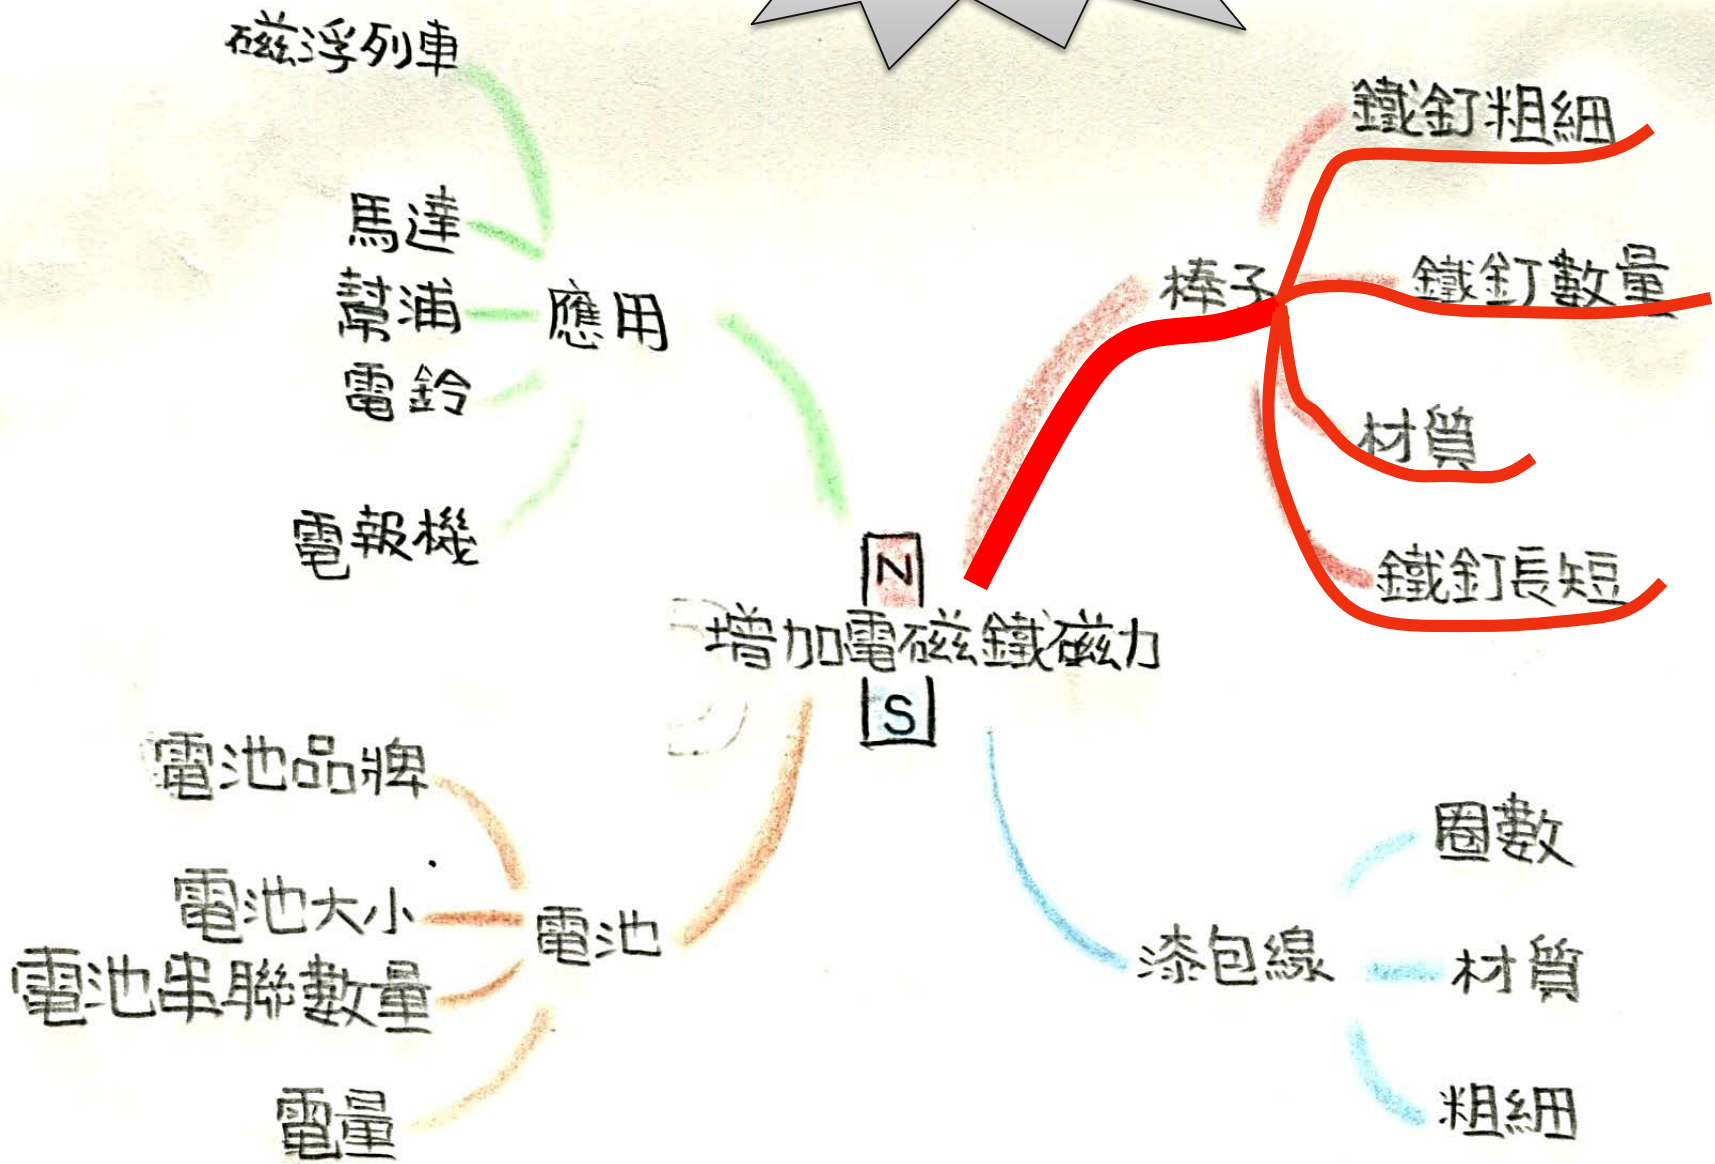 磁浮列車
馬達
幫浦
電鈴
電報機
應用
棒子
鐵釘粗細
鐵釘數量
材質
鐵釘長短
N
增加電磁鐵磁力
S
電池品牌
電池大小
電池串聯數量
電量
電池
漆包線
圈數
材質
粗細